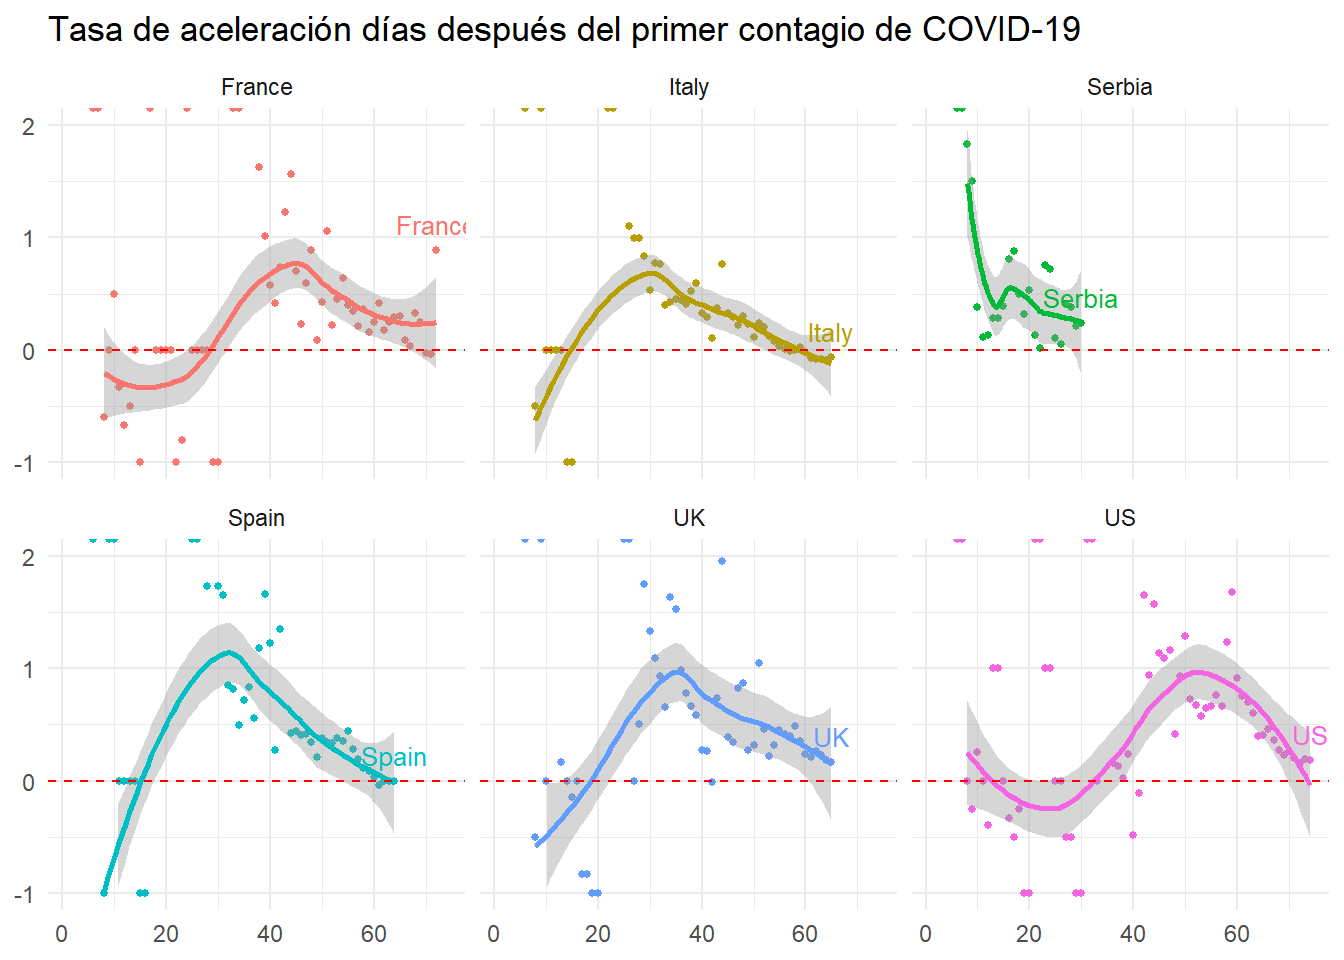 Tasa de aceleración días después del primer contagio de COVID-19
France Italy Serbia
2
1
0
-1
France
Italy
Serbia
Spain UK US
2
1
0
-1
Spain
UK
US
0 20 40 60 0 20 40 60 0 20 40 60